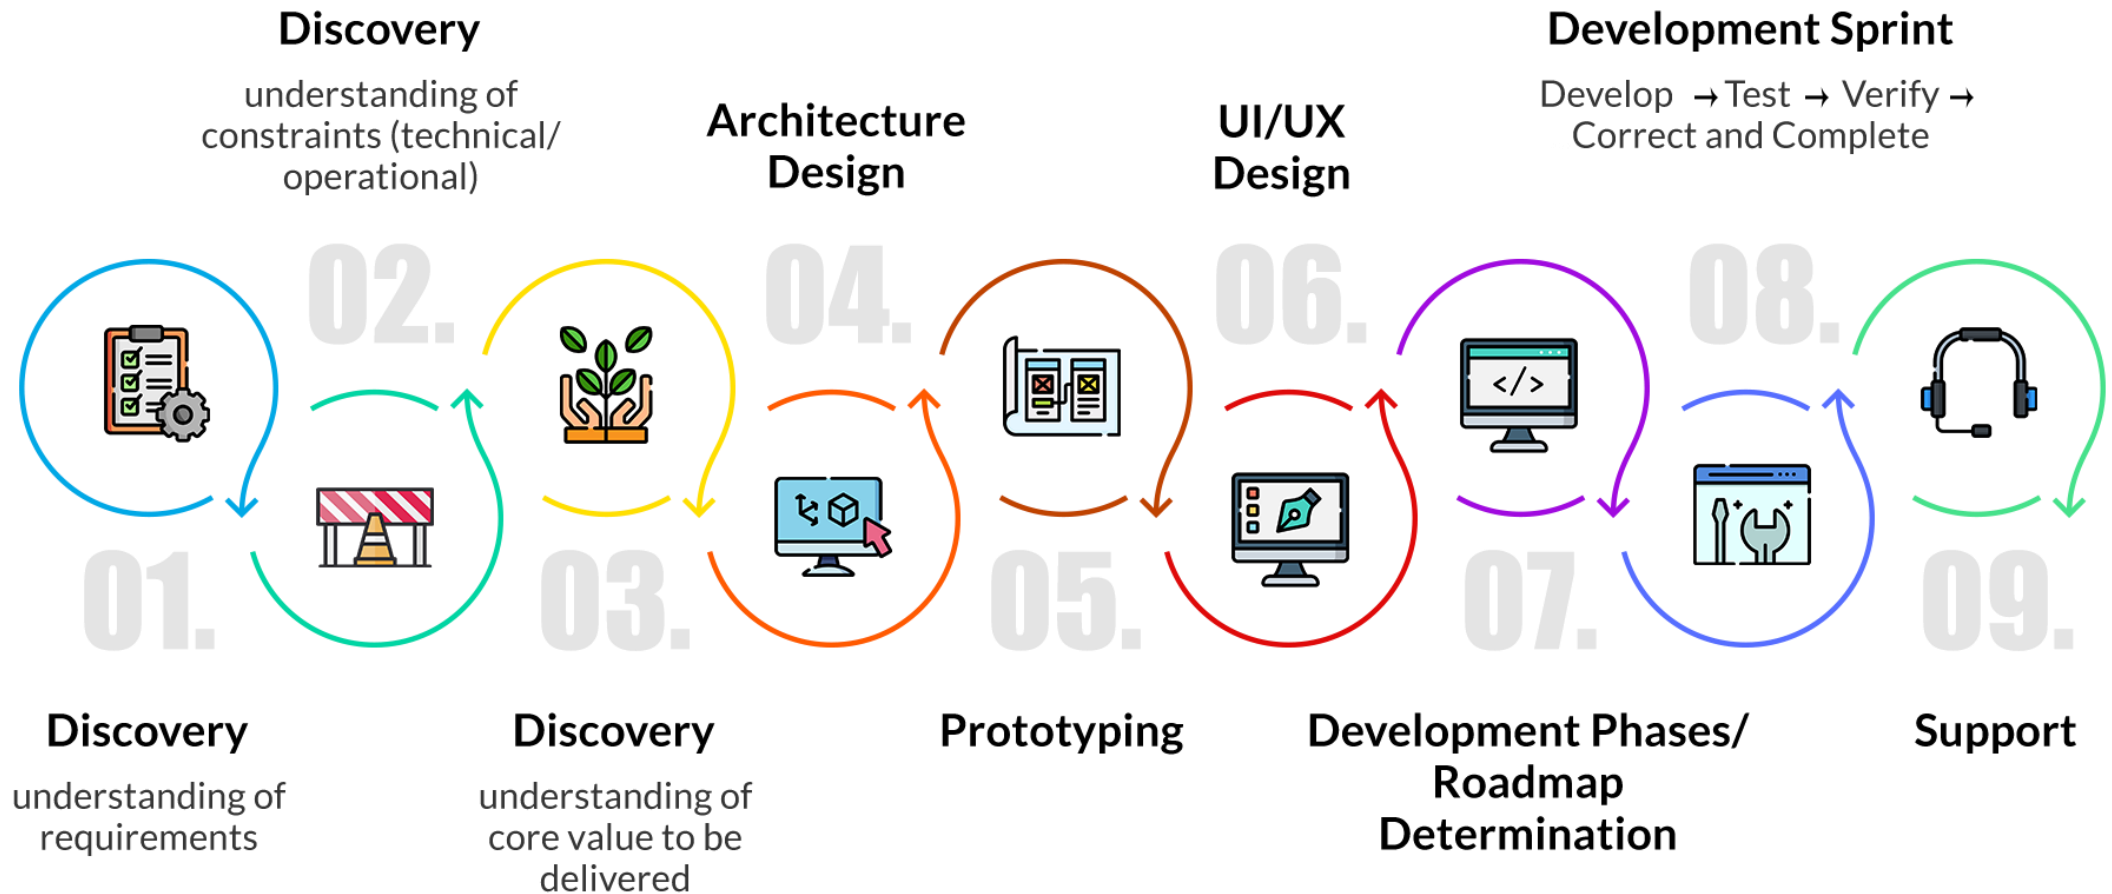 Discovery
understanding of
constraints (technical/
operational)
Architecture
Design
UI/UX
Design
Development Sprint
Develop → Test → Verify →
Correct and Complete
02.
04.
06.
08.
</>
01.
03.
05.
07.
09.
Discovery
understanding of
requirements
Discovery
understanding of
core value to be
delivered
Prototyping
Development Phases/
Roadmap
Determination
Support